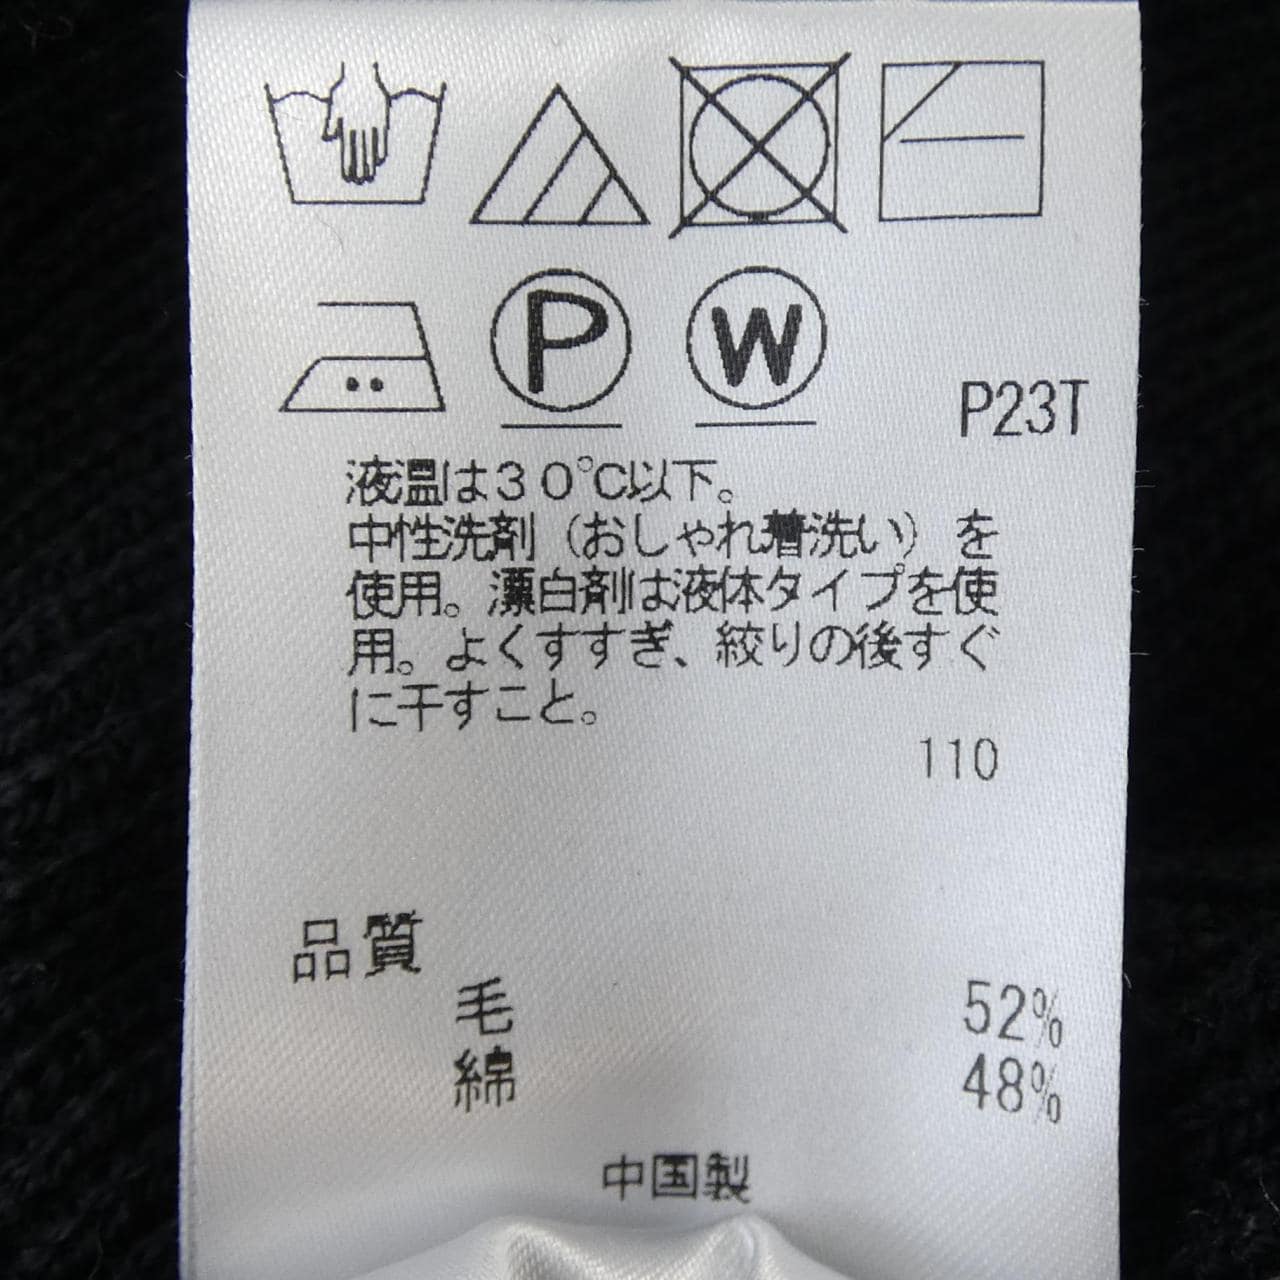 P
W
P23T
液温は30℃以下。
中性洗剤（おしゃれ着洗い）を
使用。漂白剤は液体タイプを使
用。よくすすぎ、絞りの後すぐ
に干すこと。
110
品質
毛 52%
綿 48%
中国製